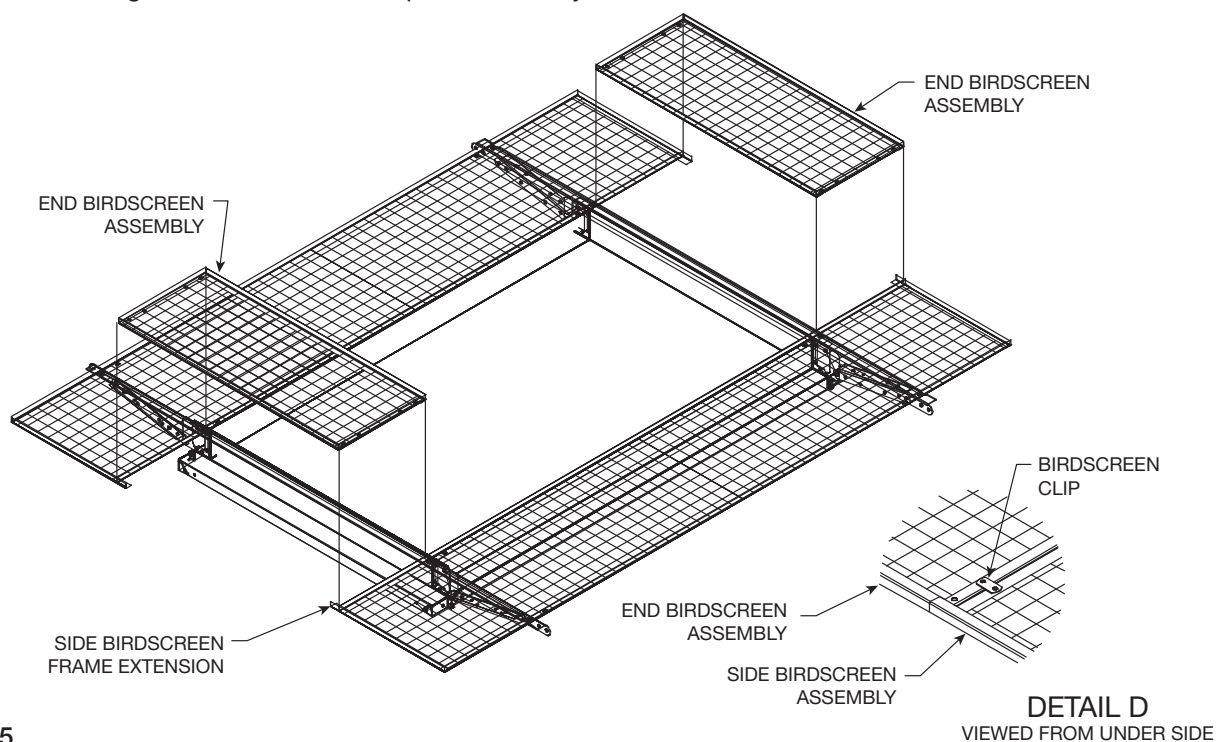 END BIRDSCREEN
ASSEMBLY
END BIRDSCREEN
ASSEMBLY
BIRDSCREEN
CLIP
END BIRDSCREEN
ASSEMBLY
SIDE BIRDSCREEN
FRAME EXTENSION
SIDE BIRDSCREEN
ASSEMBLY
DETAIL D
VIEWED FROM UNDER SIDE
5